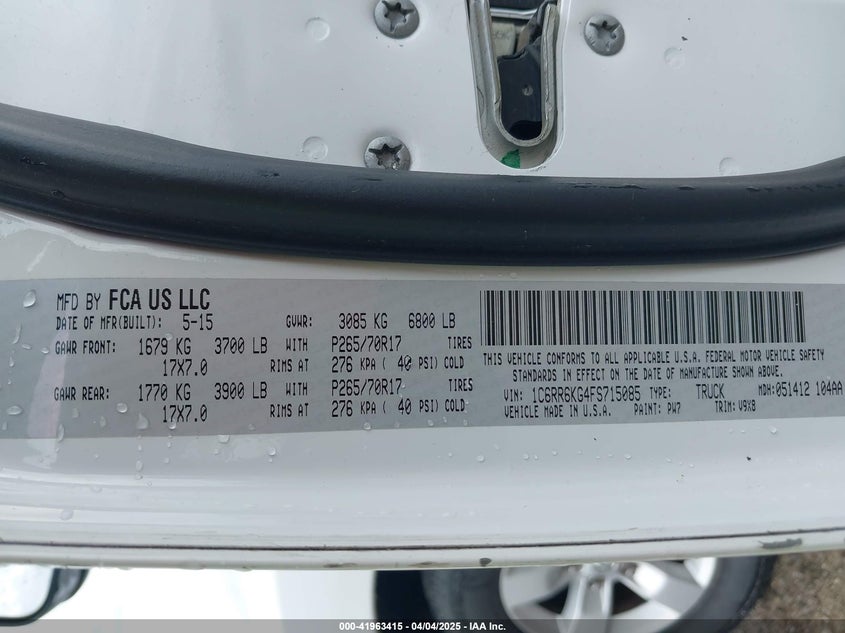 MFD BY FCA US LLC
DATE OF MFR(BUILT): 5-15 GVWR: 3085 KG 6800 LB
GAWR FRONT: 1679 KG 3700 LB WITH P265/70R17 TIRES
17X7.0 RIMS AT 276 KPA ( 40 PSI) COLD
GAWR REAR: 1770 KG 3900 LB WITH P265/70R17 TIRES
17X7.0 RIMS AT 276 KPA ( 40 PSI) COLD
THIS VEHICLE CONFORMS TO ALL APPLICABLE U.S.A. FEDERAL MOTOR VEHICLE SAFETY
STANDARDS IN EFFECT ON THE DATE OF MANUFACTURE SHOWN ABOVE.
VIN: 1C6RR6KG4FS715085 TYPE: TRUCK MDH: 051412 104AA
VEHICLE MADE IN U.S.A. PAINT: PW7 TRIM: V9X8
000-41963415 - 04/04/2025 - IAA Inc.